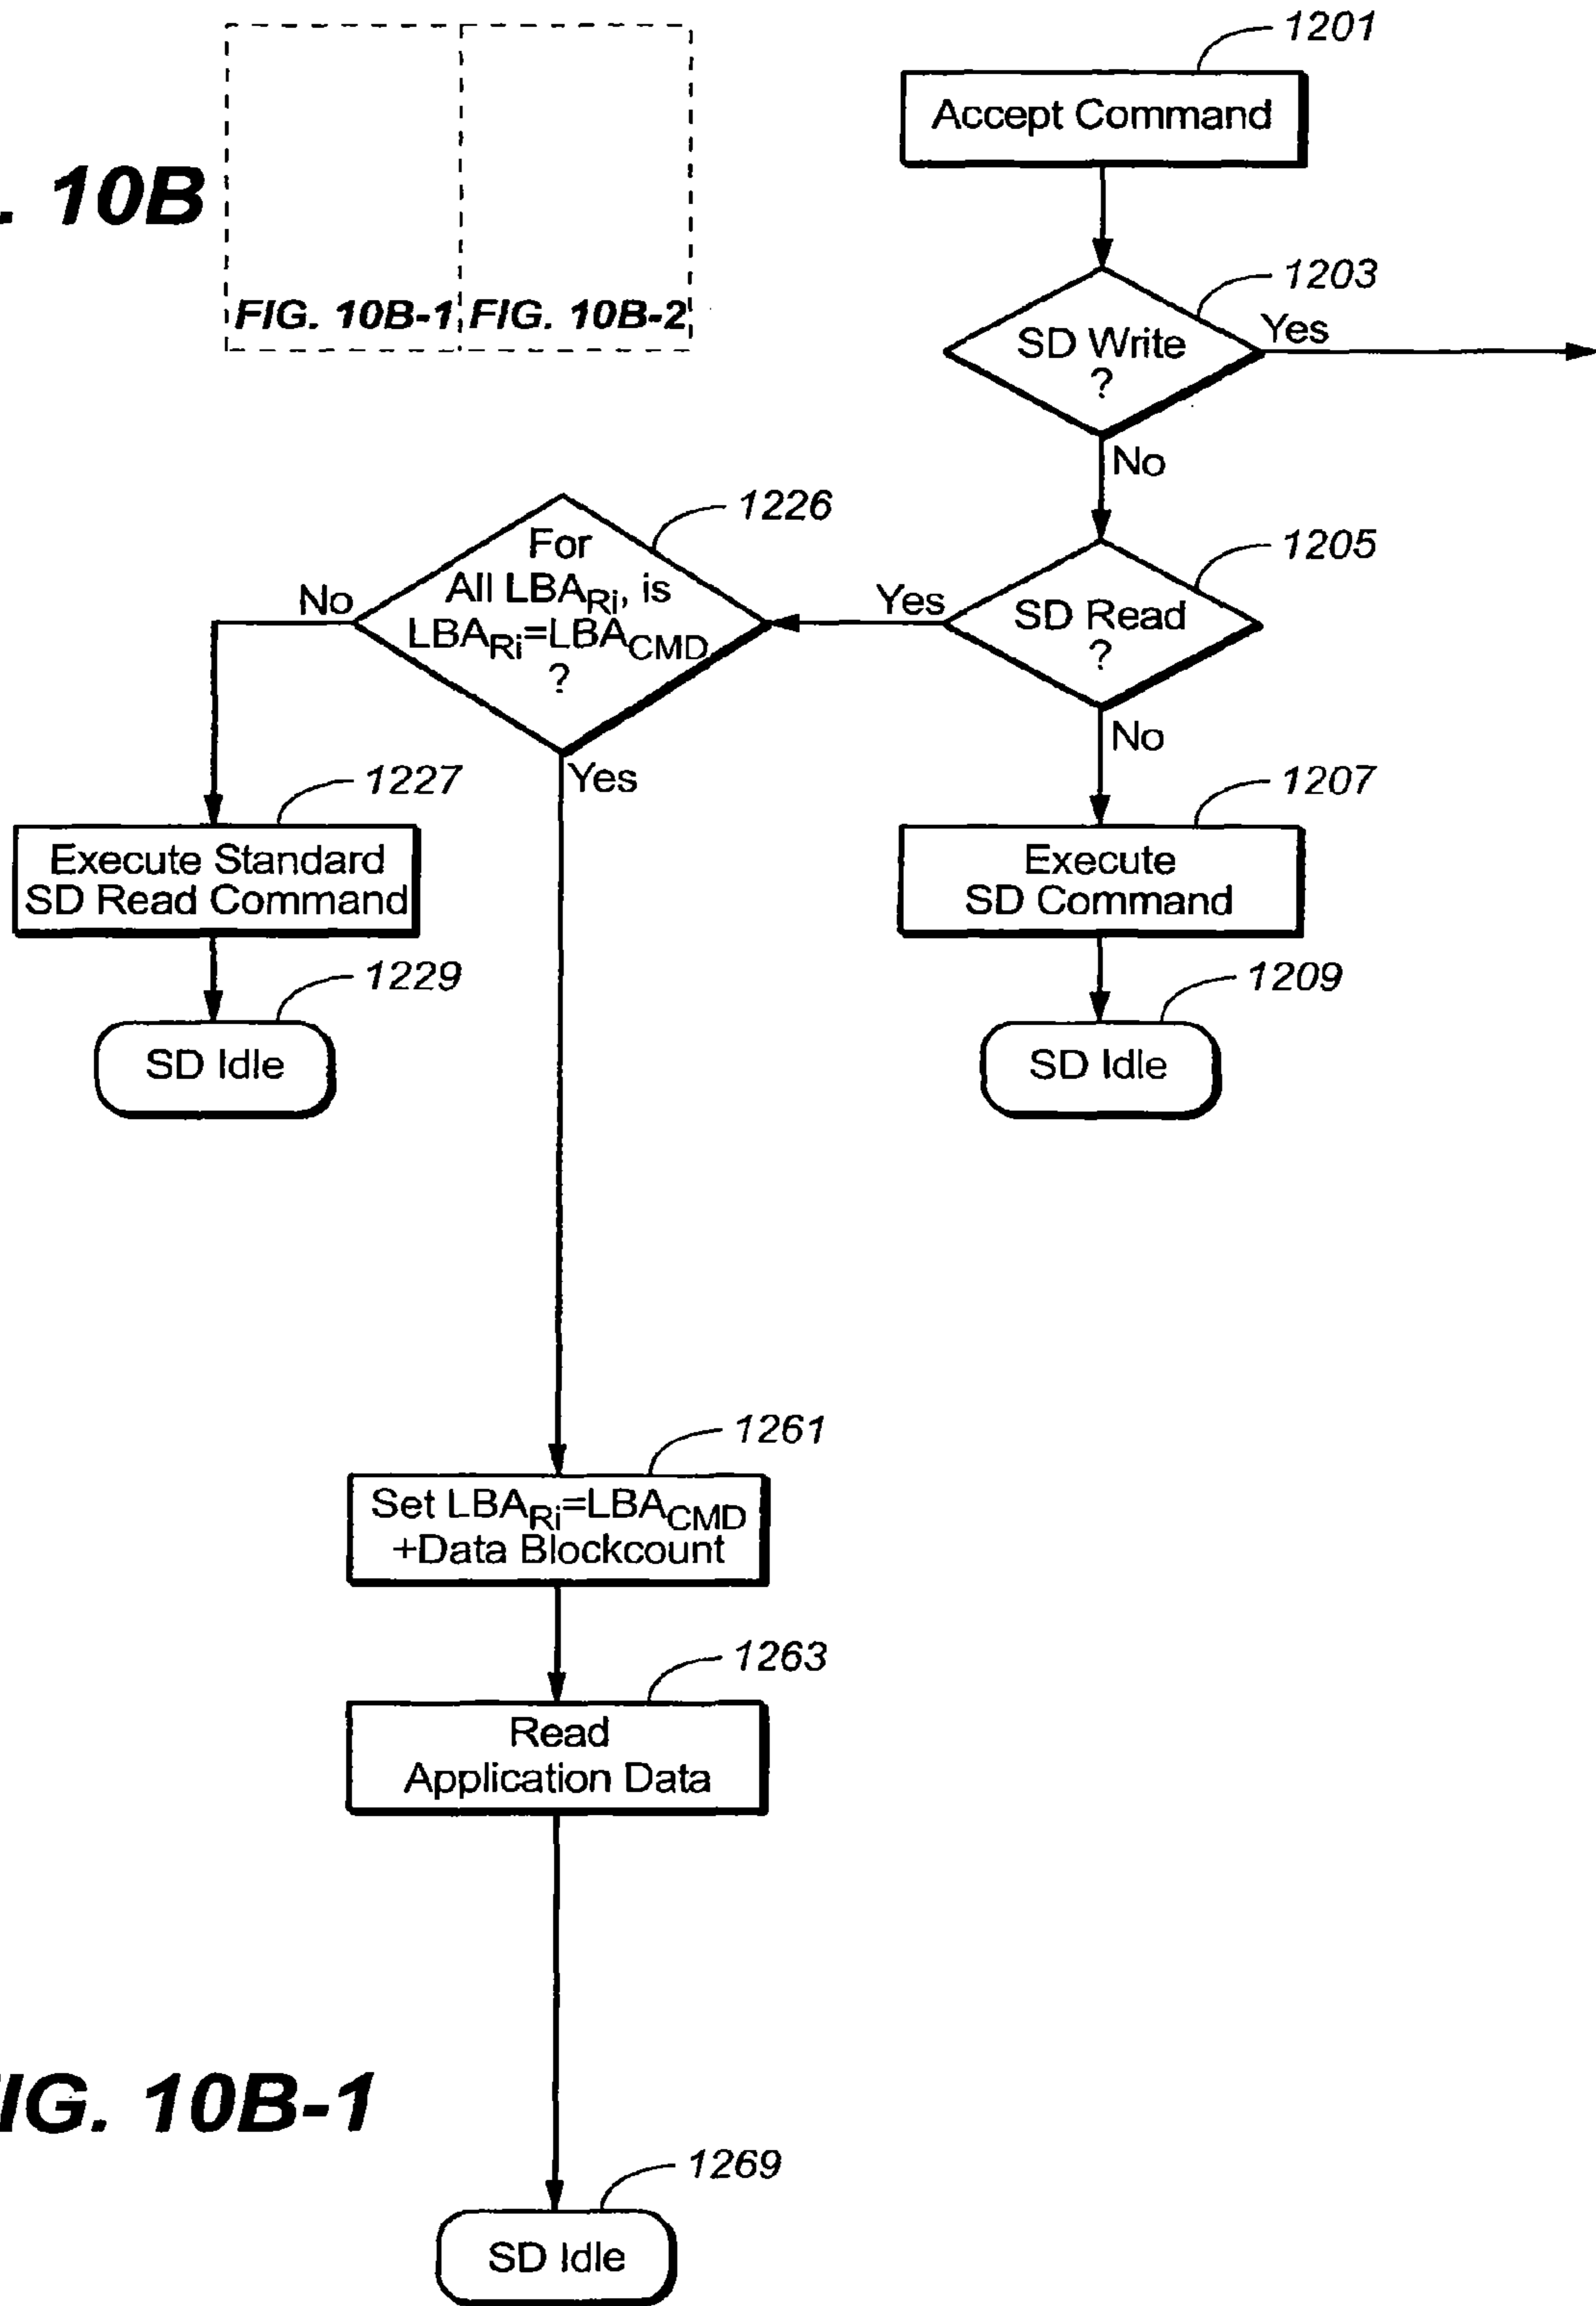 . 10B
FIG. 10B-1
FIG. 10B-2
1201
Accept Command
1203
SD Write
?
Yes
No
1205
SD Read
?
Yes
No
1226
For
All LBARi, is
LBARi=LBACMD
?
No
Yes
1227
Execute Standard
SD Read Command
1229
SD Idle
1207
Execute
SD Command
1209
SD Idle
1261
Set LBARi=LBACMD
+Data Blockcount
1263
Read
Application Data
IG. 10B-1
1269
SD Idle